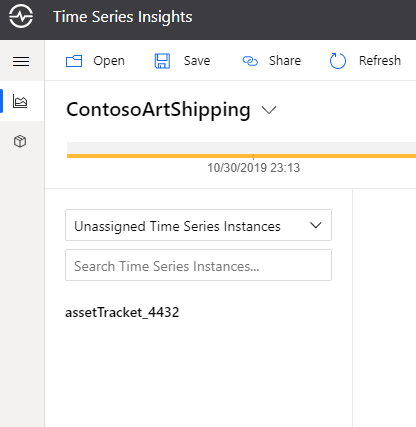 Time Series Insights
Open Save Share Refresh
ContosoArtShipping
10/30/2019 23:13
Unassigned Time Series Instances
Search Time Series Instances...
assetTracket_4432